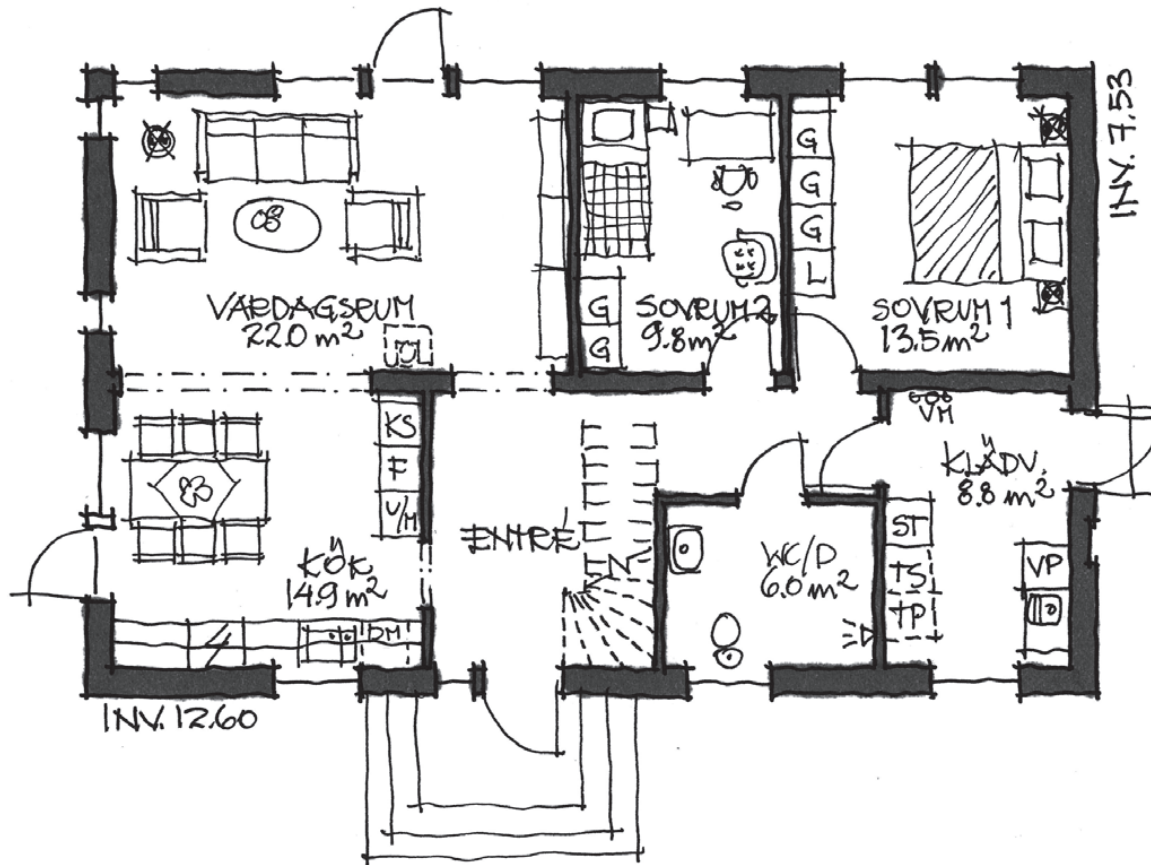 INV. 7.53
G
G
G
L
VARDAGSRUM
22.0 m²
G
G
SOVRUM 2
9.8 m²
SOVRUM 1
13.5 m²
KS
F
U/M
VM
KLÄDV.
8.8 m²
ENTRÉ
KÖK
14.9 m²
DM
WC/D
6.0 m²
ST
TS
TP
VP
INV. 12.60